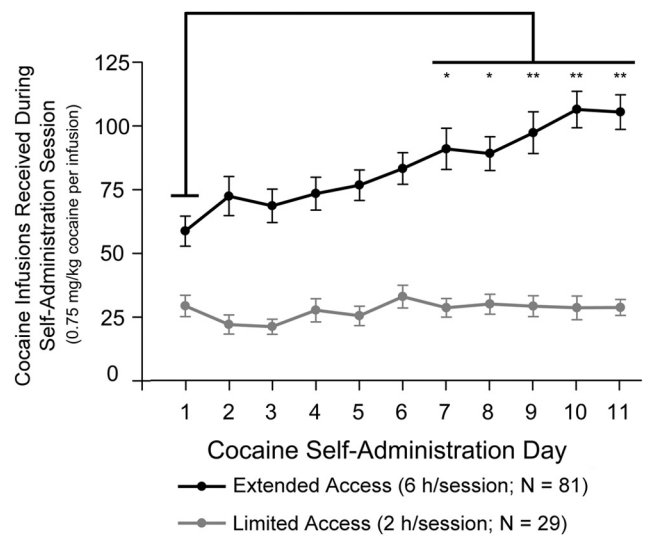 Cocaine Infusions Received During
Self-Administration Session
(0.75 mg/kg cocaine per infusion)
125
100
75
50
25
0
* * ** ** **
1 2 3 4 5 6 7 8 9 10 11
Cocaine Self-Administration Day
Extended Access (6 h/session; N = 81)
Limited Access (2 h/session; N = 29)